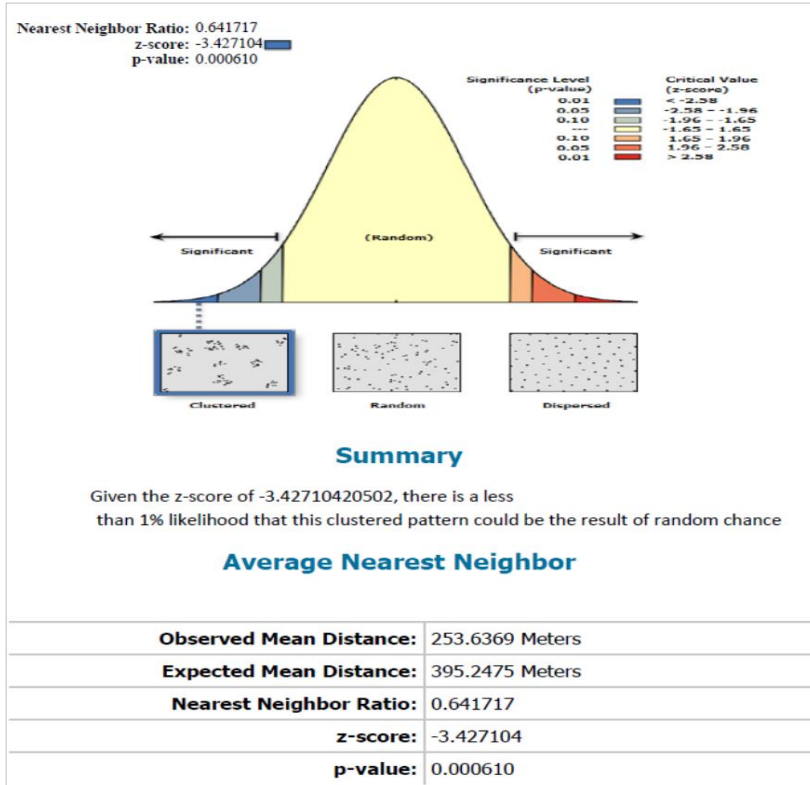 Nearest Neighbor Ratio: 0.641717
z-score: -3.427104
p-value: 0.000610
Significance Level Critical Value
(p-value) (z-score)
0.01 < -2.58
0.05 -2.58 – -1.96
0.10 -1.96 – -1.65
--- -1.65 – 1.65
0.10 1.65 – 1.96
0.05 1.96 – 2.58
0.01 > 2.58
(Random)
Significant Significant
Clustered Random Dispersed
Summary
Given the z-score of -3.42710420502, there is a less
than 1% likelihood that this clustered pattern could be the result of random chance
Average Nearest Neighbor
Observed Mean Distance: 253.6369 Meters
Expected Mean Distance: 395.2475 Meters
Nearest Neighbor Ratio: 0.641717
z-score: -3.427104
p-value: 0.000610